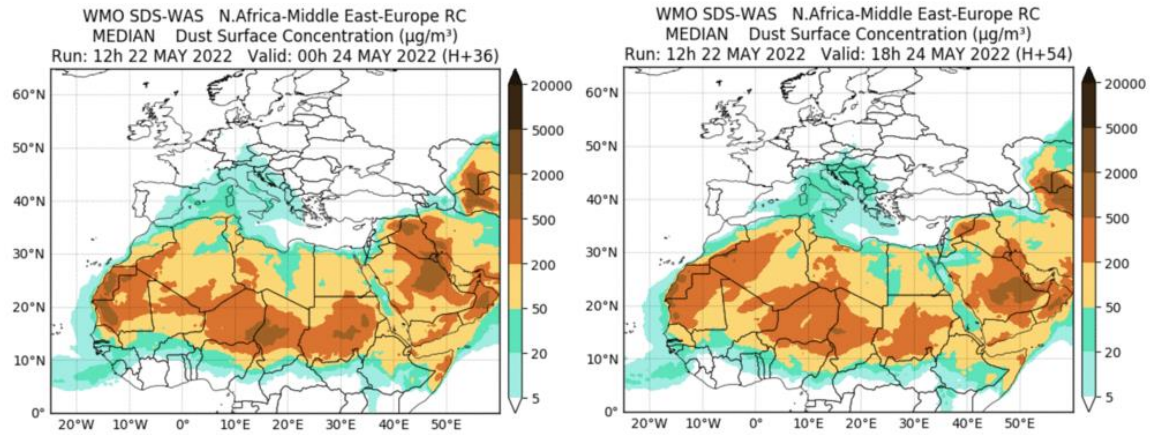 WMO SDS-WAS N.Africa-Middle East-Europe RC
MEDIAN Dust Surface Concentration (µg/m³)
Run: 12h 22 MAY 2022 Valid: 00h 24 MAY 2022 (H+36)
60°N
50°N
40°N
30°N
20°N
10°N
0°
20°W
10°W
0°E
10°E
20°E
30°E
40°E
50°E
20000
5000
2000
500
200
50
20
5
WMO SDS-WAS N.Africa-Middle East-Europe RC
MEDIAN Dust Surface Concentration (µg/m³)
Run: 12h 22 MAY 2022 Valid: 18h 24 MAY 2022 (H+54)
60°N
50°N
40°N
30°N
20°N
10°N
0°
20°W
10°W
0°E
10°E
20°E
30°E
40°E
50°E
20000
5000
2000
500
200
50
20
5